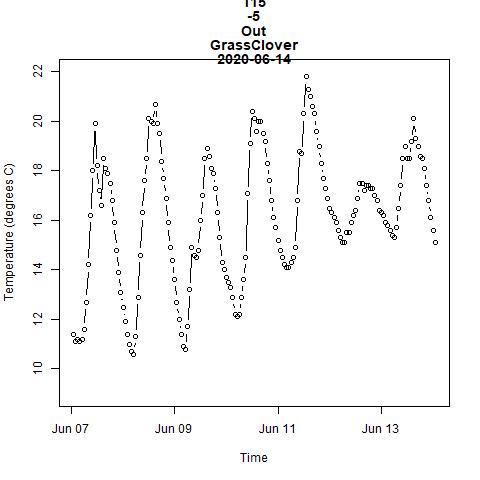 T15
-5
Out
GrassClover
2020-06-14
22
20
18
16
14
12
10
Temperature (degrees C)
Jun 07 Jun 09 Jun 11 Jun 13
Time